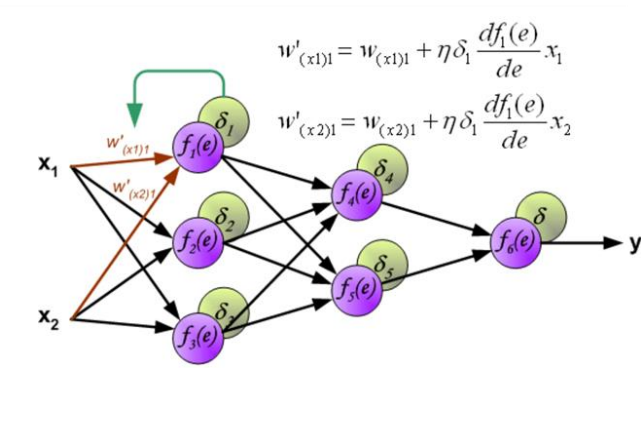 w'(x1)1 = w(x1)1 + ηδ1 df1(e)/de x1
w'(x2)1 = w(x2)1 + ηδ1 df1(e)/de x2
δ1
w'(x1)1
f1(e)
x1
w'(x2)1
δ4
f4(e)
δ2
f2(e)
δ
f6(e)
y
δ5
f5(e)
x2
δ3
f3(e)